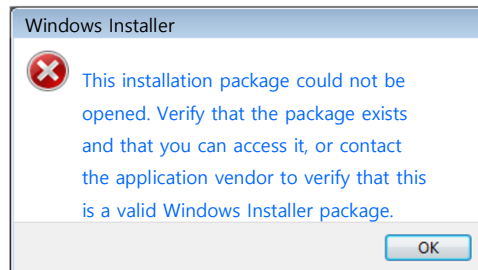 Windows Installer
This installation package could not be
opened. Verify that the package exists
and that you can access it, or contact
the application vendor to verify that this
is a valid Windows Installer package.
OK